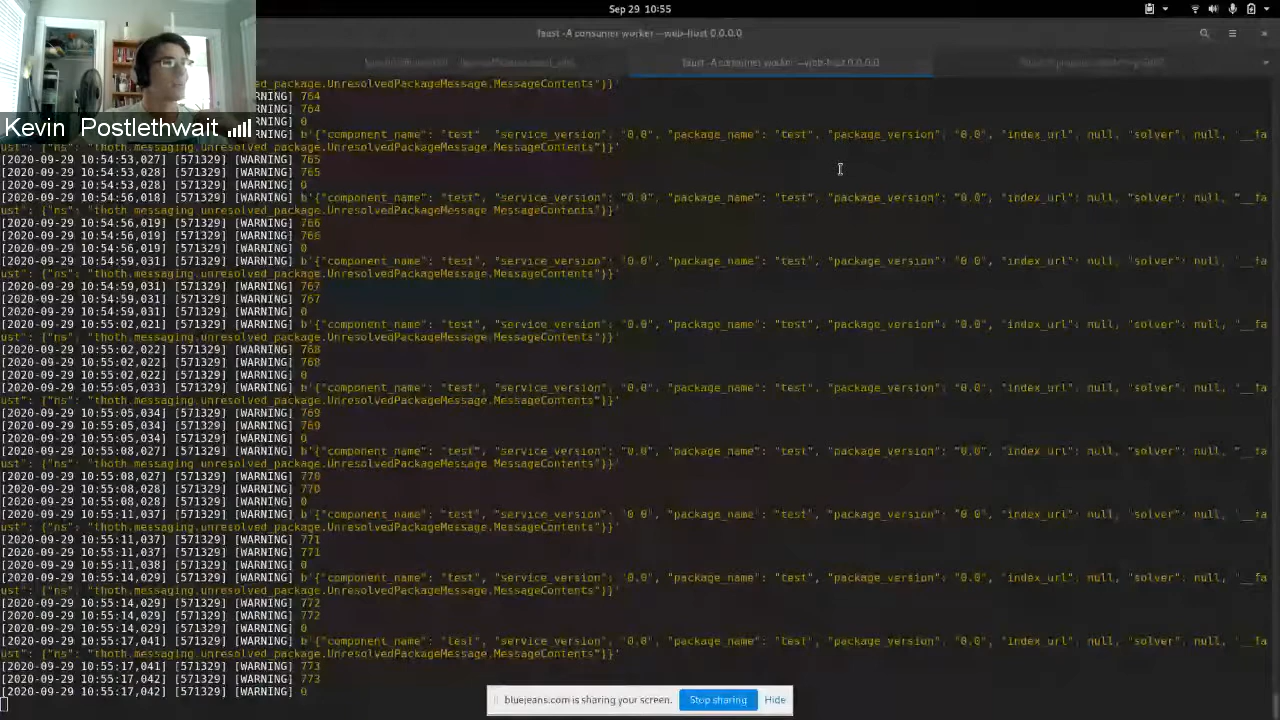 Sep 29 10:55
faust -A consumer worker --web-host 0.0.0.0
faust -A consumer worker --web-host 0.0.0.0
Kevin Postlethwait
ed_package.UnresolvedPackageMessage.MessageContents"}}'
RNING] 764
RNING] 764
RNING] 0
RNING] b'{"component_name": "test", "service_version": "0.0", "package_name": "test", "package_version": "0.0", "index_url": null, "solver": null, "__fa
ust": {"ns": "thoth.messaging.unresolved_package.UnresolvedPackageMessage.MessageContents"}}'
[2020-09-29 10:54:53,027] [571329] [WARNING] 765
[2020-09-29 10:54:53,028] [571329] [WARNING] 765
[2020-09-29 10:54:53,028] [571329] [WARNING] 0
[2020-09-29 10:54:56,018] [571329] [WARNING] b'{"component_name": "test", "service_version": "0.0", "package_name": "test", "package_version": "0.0", "index_url": null, "solver": null, "__fa
ust": {"ns": "thoth.messaging.unresolved_package.UnresolvedPackageMessage.MessageContents"}}'
[2020-09-29 10:54:56,019] [571329] [WARNING] 766
[2020-09-29 10:54:56,019] [571329] [WARNING] 766
[2020-09-29 10:54:56,019] [571329] [WARNING] 0
[2020-09-29 10:54:59,031] [571329] [WARNING] b'{"component_name": "test", "service_version": "0.0", "package_name": "test", "package_version": "0.0", "index_url": null, "solver": null, "__fa
ust": {"ns": "thoth.messaging.unresolved_package.UnresolvedPackageMessage.MessageContents"}}'
[2020-09-29 10:54:59,031] [571329] [WARNING] 767
[2020-09-29 10:54:59,031] [571329] [WARNING] 767
[2020-09-29 10:54:59,031] [571329] [WARNING] 0
[2020-09-29 10:55:02,021] [571329] [WARNING] b'{"component_name": "test", "service_version": "0.0", "package_name": "test", "package_version": "0.0", "index_url": null, "solver": null, "__fa
ust": {"ns": "thoth.messaging.unresolved_package.UnresolvedPackageMessage.MessageContents"}}'
[2020-09-29 10:55:02,022] [571329] [WARNING] 768
[2020-09-29 10:55:02,022] [571329] [WARNING] 768
[2020-09-29 10:55:02,022] [571329] [WARNING] 0
[2020-09-29 10:55:05,033] [571329] [WARNING] b'{"component_name": "test", "service_version": "0.0", "package_name": "test", "package_version": "0.0", "index_url": null, "solver": null, "__fa
ust": {"ns": "thoth.messaging.unresolved_package.UnresolvedPackageMessage.MessageContents"}}'
[2020-09-29 10:55:05,034] [571329] [WARNING] 769
[2020-09-29 10:55:05,034] [571329] [WARNING] 769
[2020-09-29 10:55:05,034] [571329] [WARNING] 0
[2020-09-29 10:55:08,027] [571329] [WARNING] b'{"component_name": "test", "service_version": "0.0", "package_name": "test", "package_version": "0.0", "index_url": null, "solver": null, "__fa
ust": {"ns": "thoth.messaging.unresolved_package.UnresolvedPackageMessage.MessageContents"}}'
[2020-09-29 10:55:08,027] [571329] [WARNING] 770
[2020-09-29 10:55:08,028] [571329] [WARNING] 770
[2020-09-29 10:55:08,028] [571329] [WARNING] 0
[2020-09-29 10:55:11,037] [571329] [WARNING] b'{"component_name": "test", "service_version": "0.0", "package_name": "test", "package_version": "0.0", "index_url": null, "solver": null, "__fa
ust": {"ns": "thoth.messaging.unresolved_package.UnresolvedPackageMessage.MessageContents"}}'
[2020-09-29 10:55:11,037] [571329] [WARNING] 771
[2020-09-29 10:55:11,037] [571329] [WARNING] 771
[2020-09-29 10:55:11,038] [571329] [WARNING] 0
[2020-09-29 10:55:14,029] [571329] [WARNING] b'{"component_name": "test", "service_version": "0.0", "package_name": "test", "package_version": "0.0", "index_url": null, "solver": null, "__fa
ust": {"ns": "thoth.messaging.unresolved_package.UnresolvedPackageMessage.MessageContents"}}'
[2020-09-29 10:55:14,029] [571329] [WARNING] 772
[2020-09-29 10:55:14,029] [571329] [WARNING] 772
[2020-09-29 10:55:14,029] [571329] [WARNING] 0
[2020-09-29 10:55:17,041] [571329] [WARNING] b'{"component_name": "test", "service_version": "0.0", "package_name": "test", "package_version": "0.0", "index_url": null, "solver": null, "__fa
ust": {"ns": "thoth.messaging.unresolved_package.UnresolvedPackageMessage.MessageContents"}}'
[2020-09-29 10:55:17,041] [571329] [WARNING] 773
[2020-09-29 10:55:17,042] [571329] [WARNING] 773
[2020-09-29 10:55:17,042] [571329] [WARNING] 0
bluejeans.com is sharing your screen. Stop sharing Hide